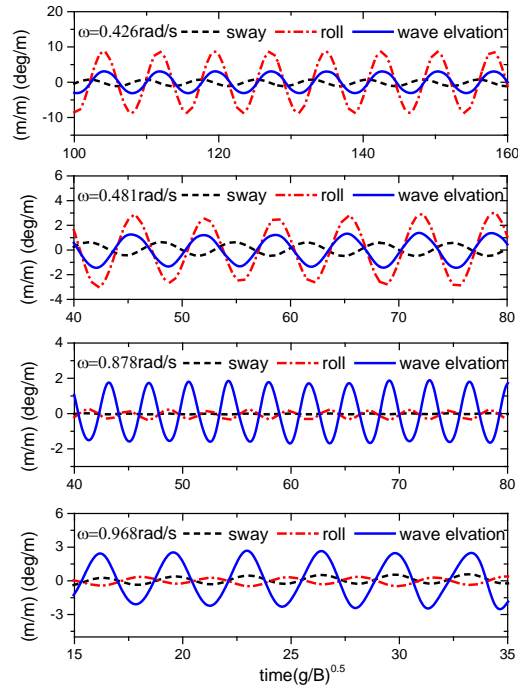 20
ω=0.426rad/s sway roll wave elvation
10
0
-10
100 120 140 160
(m/m) (deg/m)
6
ω=0.481rad/s sway roll wave elvation
4
2
0
-2
-4
40 50 60 70 80
(m/m) (deg/m)
4
ω=0.878rad/s sway roll wave elvation
2
0
-2
40 50 60 70 80
(m/m) (deg/m)
6
ω=0.968rad/s sway roll wave elvation
3
0
-3
15 20 25 30 35
(m/m) (deg/m)
time(g/B)^0.5